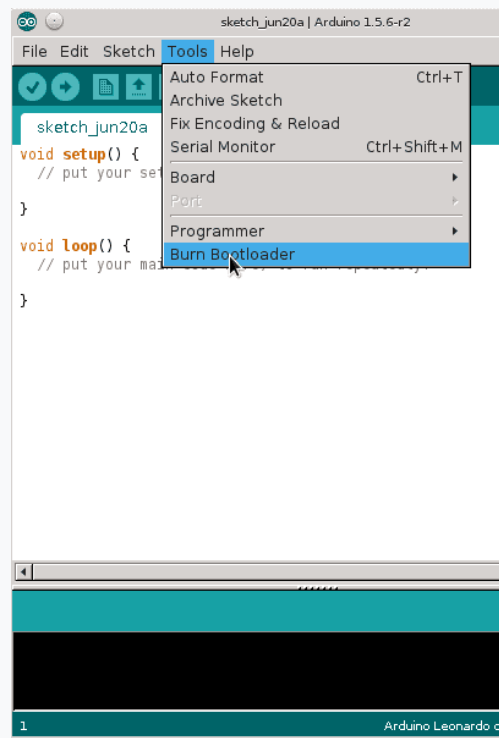 sketch_jun20a | Arduino 1.5.6-r2
File Edit Sketch Tools Help
Auto Format Ctrl+T
Archive Sketch
Fix Encoding & Reload
Serial Monitor Ctrl+Shift+M
Board
Port
Programmer
Burn Bootloader
sketch_jun20a
void setup() {
// put your set
}
void loop() {
// put your mai
}
1 Arduino Leonardo